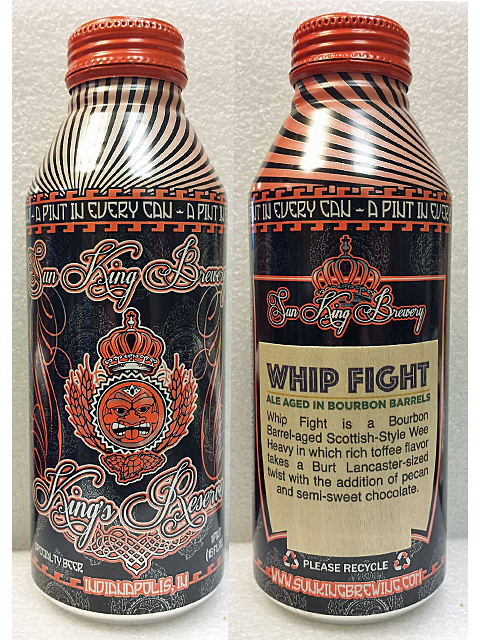 A PINT IN EVERY CAN - A PINT IN
Sun King Brewery
King's Reserve
SPECIALTY BEER
INDIANAPOLIS, IN
PINT IN EVERY CAN - A PINT IN EVERY
Sun King Brewery
WHIP FIGHT
ALE AGED IN BOURBON BARRELS
Whip Fight is a Bourbon
Barrel-aged Scottish-Style Wee
Heavy in which rich toffee flavor
takes a Burt Lancaster-sized
twist with the addition of pecan
and semi-sweet chocolate.
PLEASE RECYCLE
WWW.SUNKINGBREWING.COM